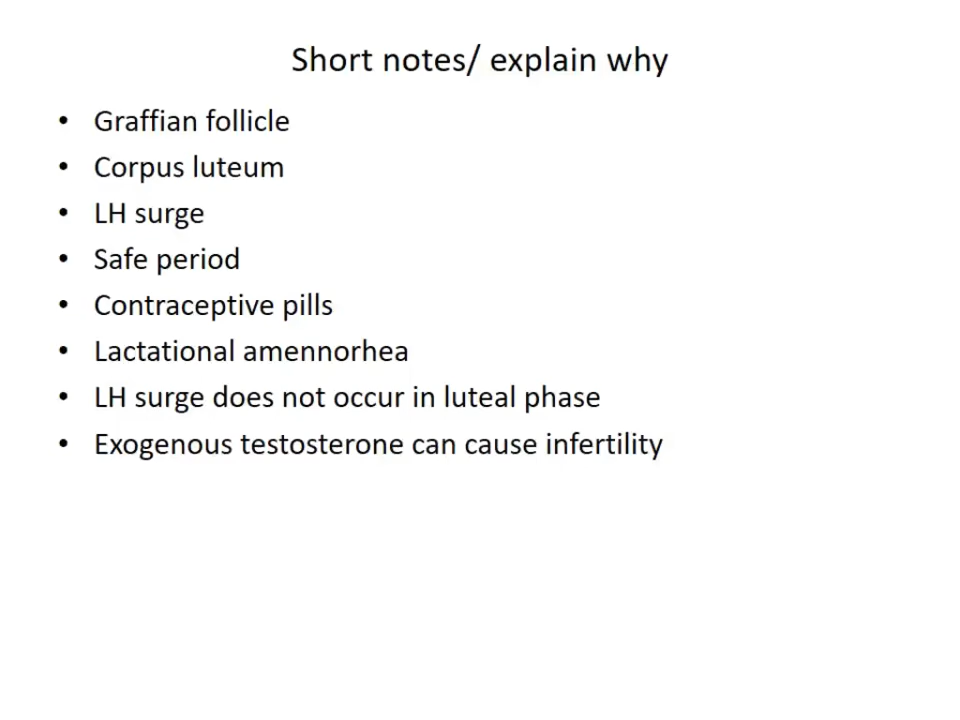 Short notes/ explain why
• Graffian follicle
• Corpus luteum
• LH surge
• Safe period
• Contraceptive pills
• Lactational amennorhea
• LH surge does not occur in luteal phase
• Exogenous testosterone can cause infertility